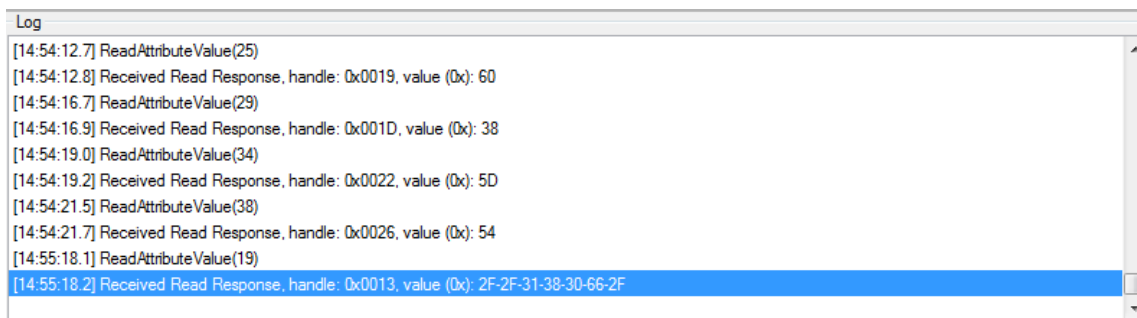 Log
[14:54:12.7] ReadAttributeValue(25)
[14:54:12.8] Received Read Response, handle: 0x0019, value (0x): 60
[14:54:16.7] ReadAttributeValue(29)
[14:54:16.9] Received Read Response, handle: 0x001D, value (0x): 38
[14:54:19.0] ReadAttributeValue(34)
[14:54:19.2] Received Read Response, handle: 0x0022, value (0x): 5D
[14:54:21.5] ReadAttributeValue(38)
[14:54:21.7] Received Read Response, handle: 0x0026, value (0x): 54
[14:55:18.1] ReadAttributeValue(19)
[14:55:18.2] Received Read Response, handle: 0x0013, value (0x): 2F-2F-31-38-30-66-2F